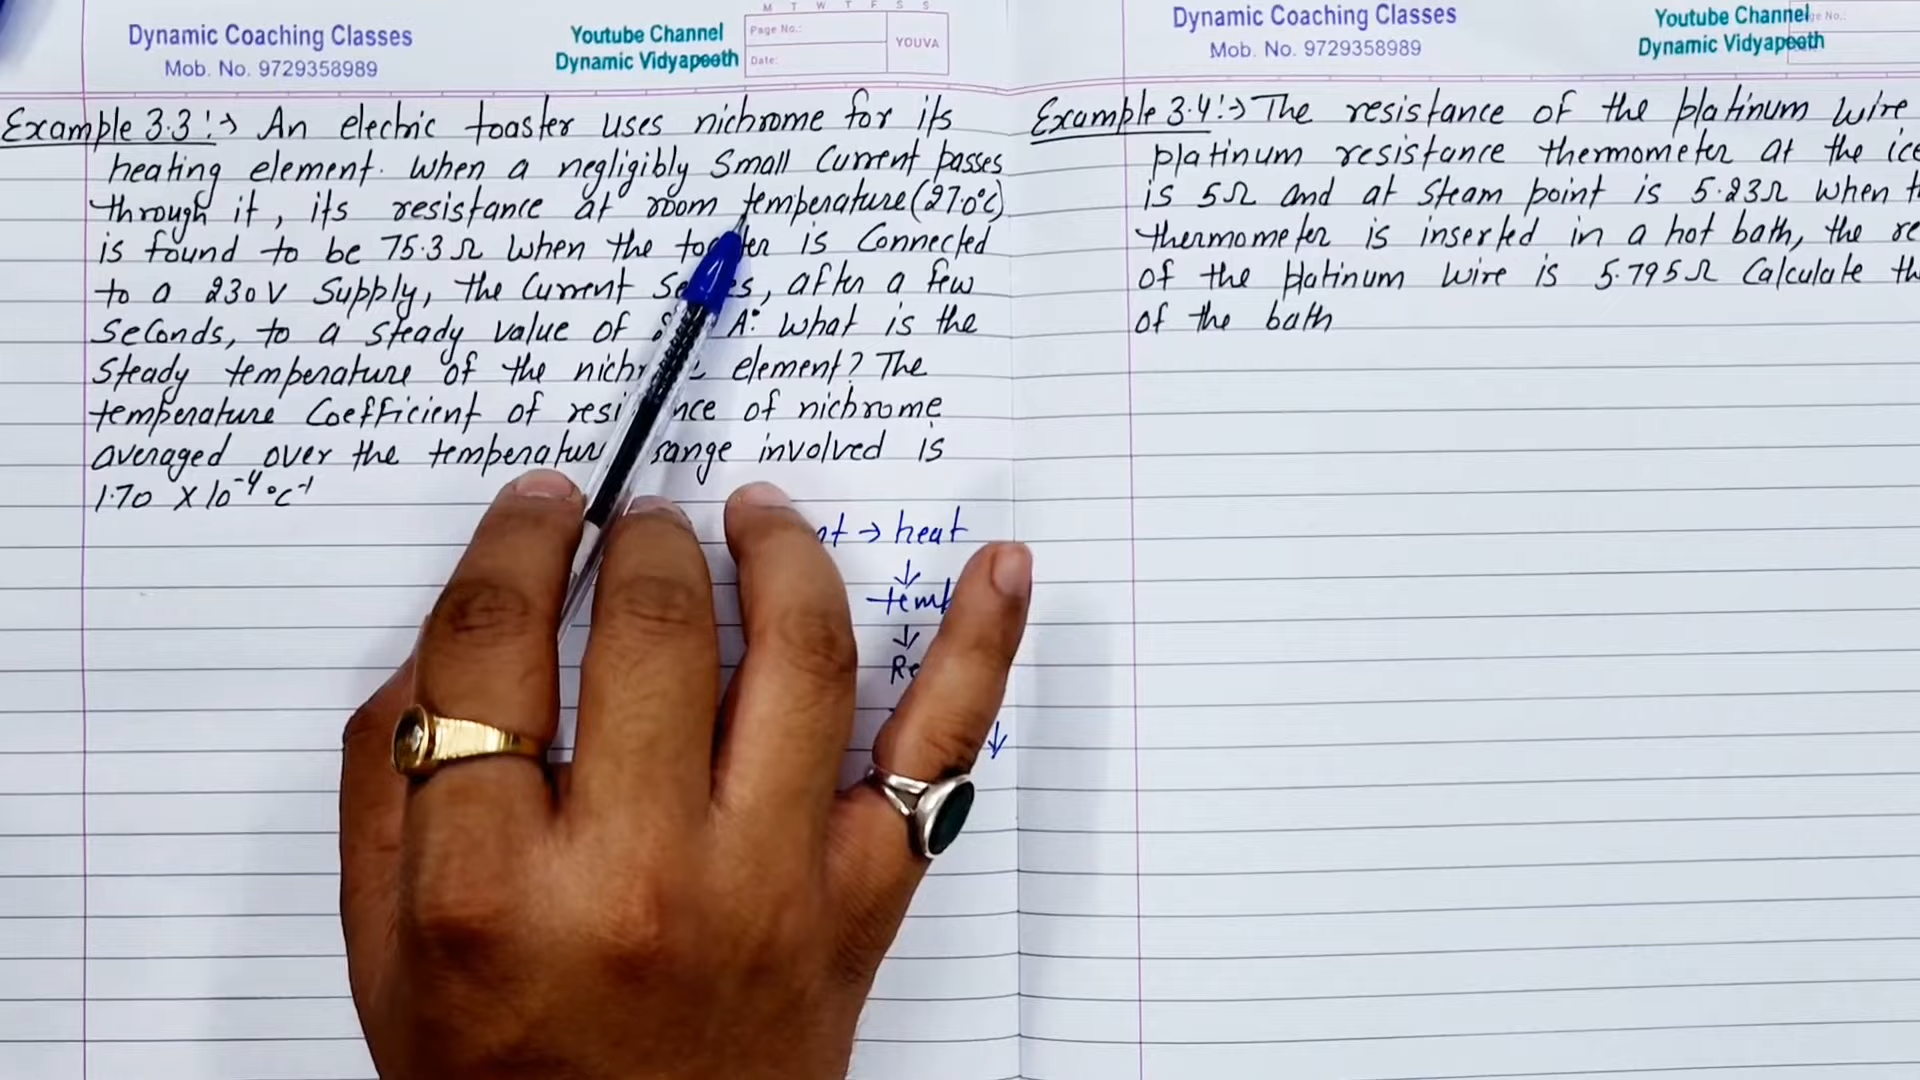 Dynamic Coaching Classes
Mob. No. 9729358989
Youtube Channel
Dynamic Vidyapeeth
M T W T F S S
Page No.:
Date:
YOUVA
Example 3.3 :→ An electric toaster uses nichrome for its
heating element. When a negligibly Small Current passes
through it, its resistance at room temperature (27.0°C)
is found to be 75.3 Ω When the is Connected
to a 230V Supply, the Current , after a few
Seconds, to a steady value of A. What is the
Steady temperature of the element? The
temperature Coefficient of of nichrome
averaged over the range involved is
1.70 × 10⁻⁴ °C⁻¹
→ heat
↓
↓
↓
Dynamic Coaching Classes
Mob. No. 9729358989
Youtube Channel
Dynamic Vidyapeeth
Example 3.4 :→ The resistance of the platinum wire
platinum resistance thermometer at the ice
is 5Ω and at Steam point is 5.23Ω When
thermometer is inserted in a hot bath, the
of the platinum wire is 5.795Ω Calculate
of the bath